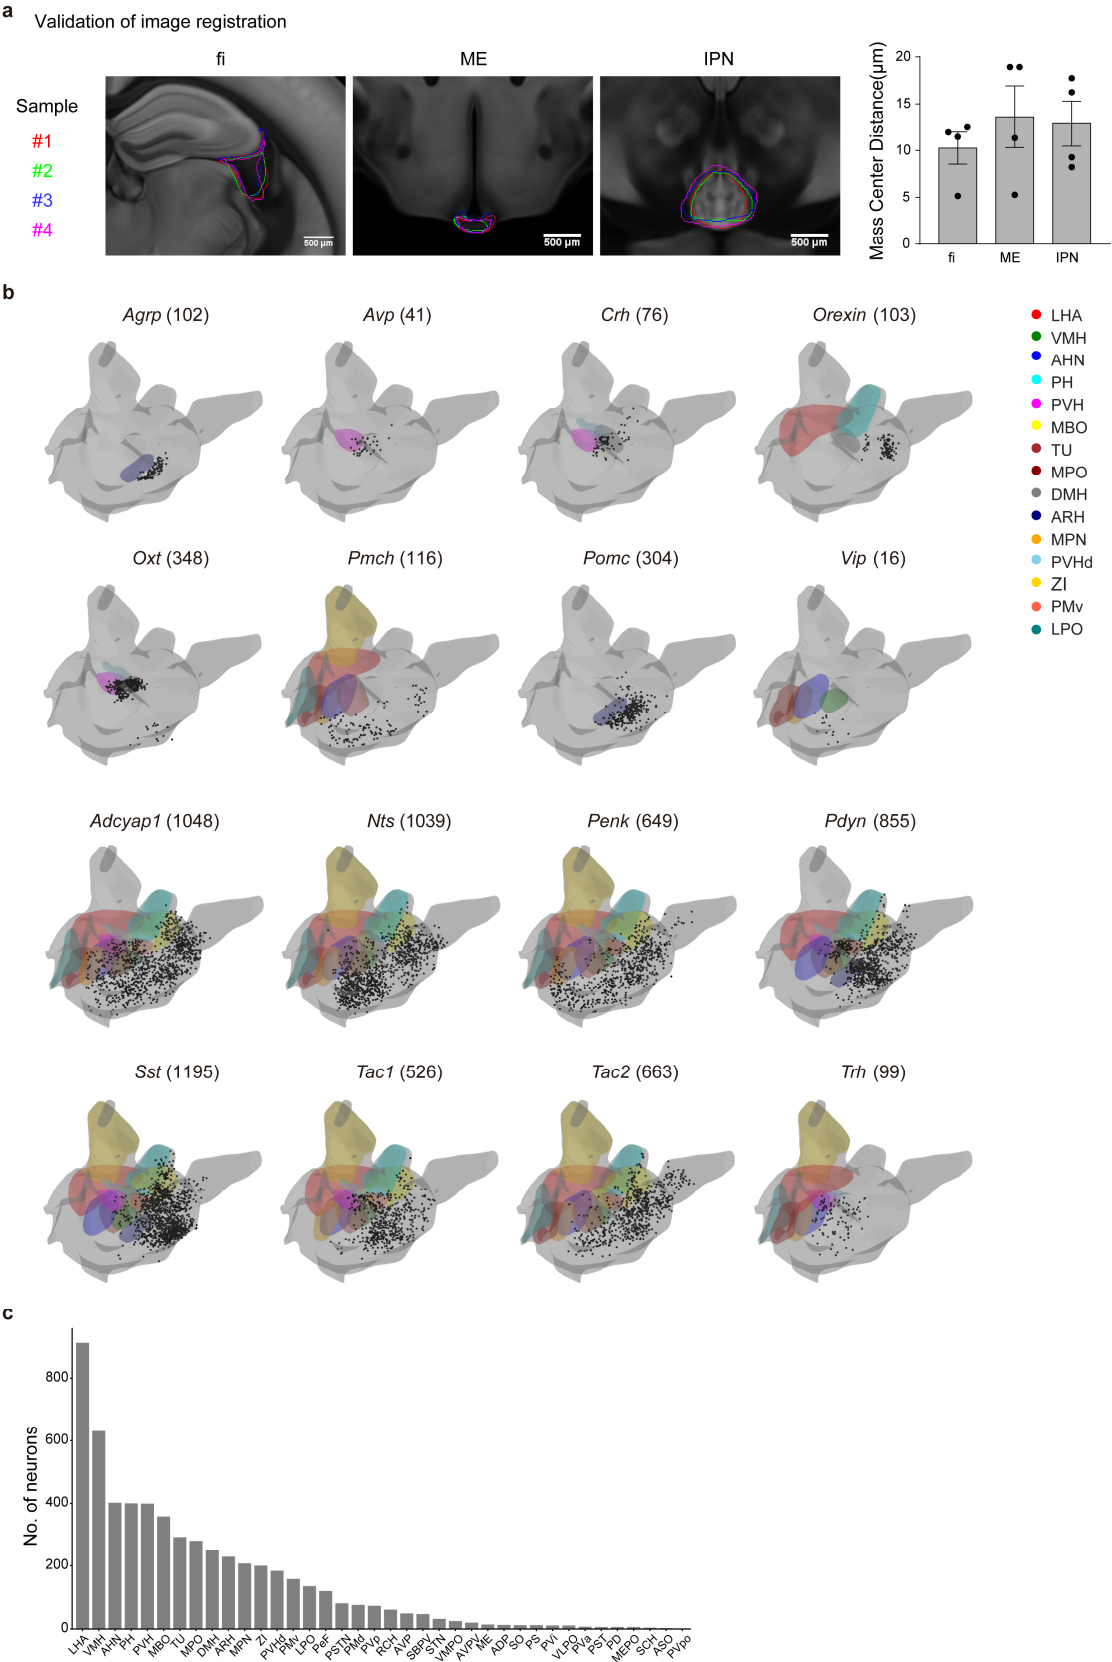 a
Validation of image registration
fi
ME
IPN
Sample
#1
#2
#3
#4
500 µm
500 µm
500 µm
Mass Center Distance(µm)
20
15
10
5
0
fi
ME
IPN
b
Agrp (102)
Avp (41)
Crh (76)
Orexin (103)
Oxt (348)
Pmch (116)
Pomc (304)
Vip (16)
Adcyap1 (1048)
Nts (1039)
Penk (649)
Pdyn (855)
Sst (1195)
Tac1 (526)
Tac2 (663)
Trh (99)
LHA
VMH
AHN
PH
PVH
MBO
TU
MPO
DMH
ARH
MPN
PVHd
ZI
PMv
LPO
c
No. of neurons
800
600
400
200
0
LHA
VMH
AHN
PH
PVH
MBO
TU
MPO
DMH
ARH
MPN
ZI
PVHd
PMv
LPO
PeF
PSTN
PMd
PVp
RCH
AVP
SBPV
STN
VMPO
AVPV
ME
ADP
SO
PS
PVi
VLPO
PVa
PST
PD
MEPO
SCH
ASO
PVpo